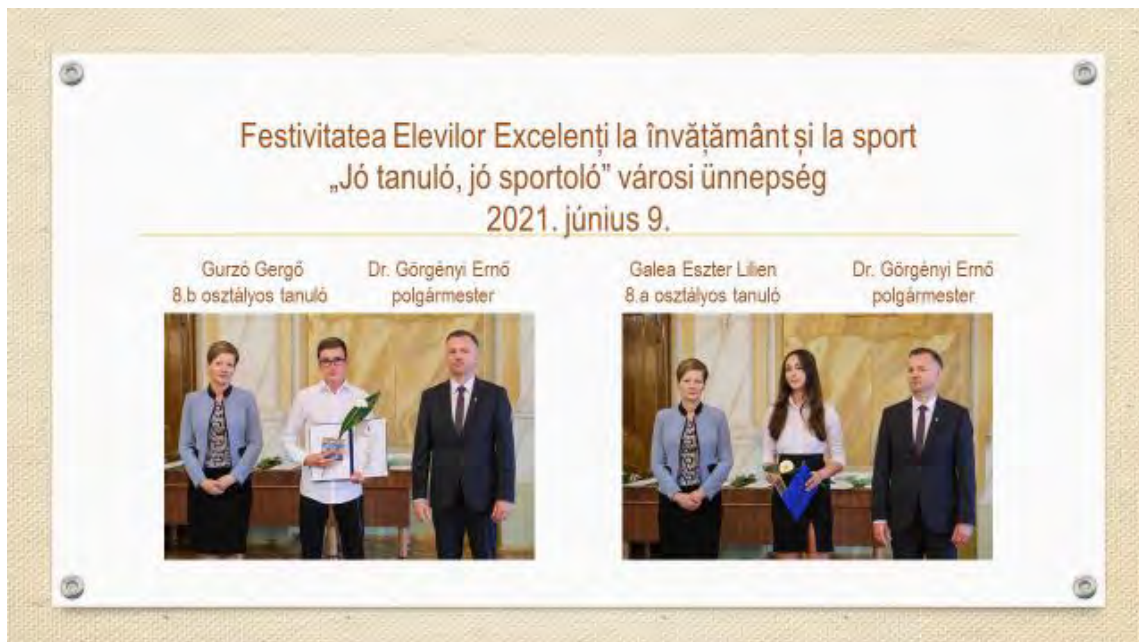 Festivitatea Elevilor Excelenți la învățământ și la sport
„Jó tanuló, jó sportoló” városi ünnepség
2021. június 9.
Gurzó Gergő
8.b osztályos tanuló
Dr. Görgényi Ernő
polgármester
Galea Eszter Lilien
8.a osztályos tanuló
Dr. Görgényi Ernő
polgármester